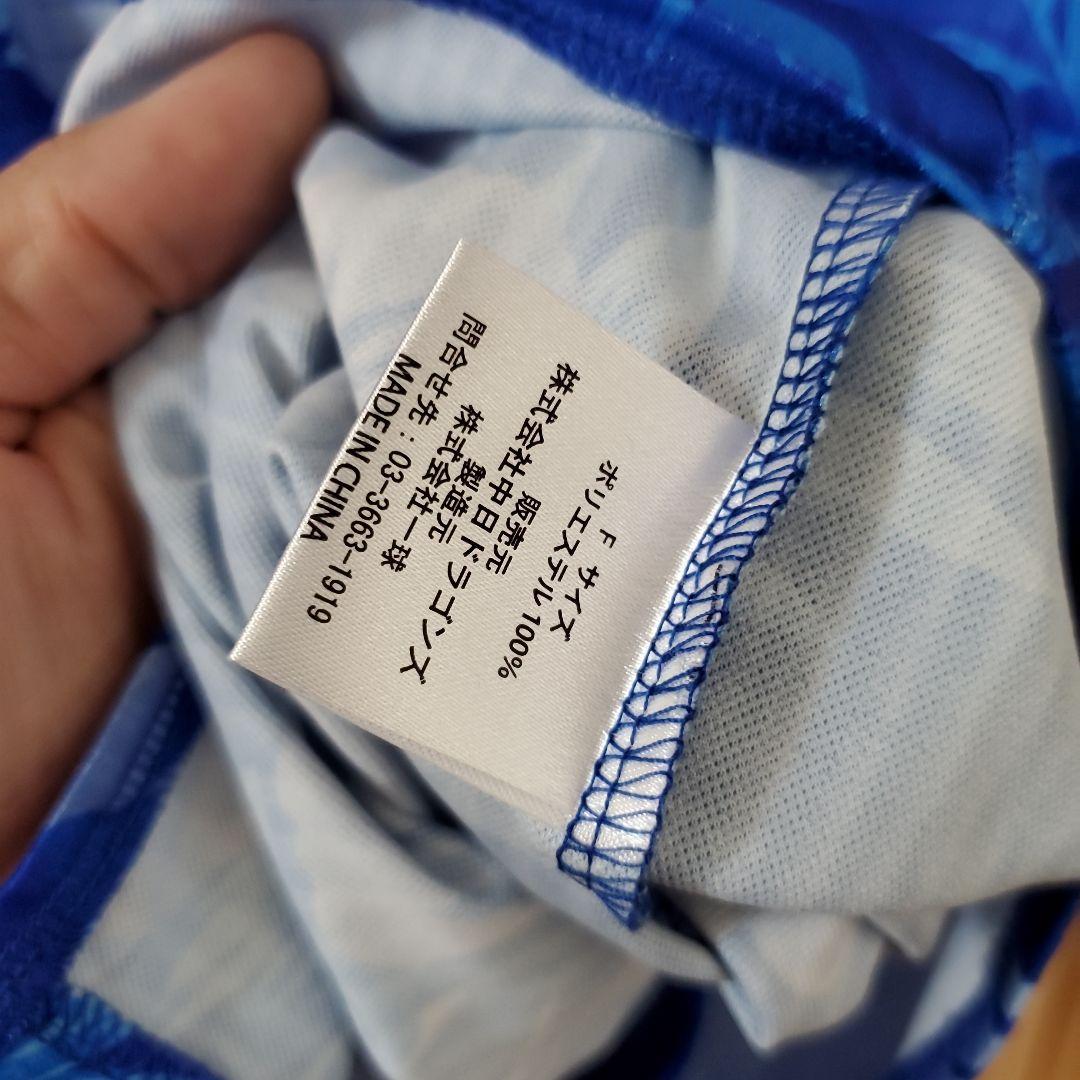 F サイズ
ポリエステル100%
販売元
株式会社中日ドラゴンズ
製造元
株式会社一球
問合せ先：03-3663-1919
MADE IN CHINA